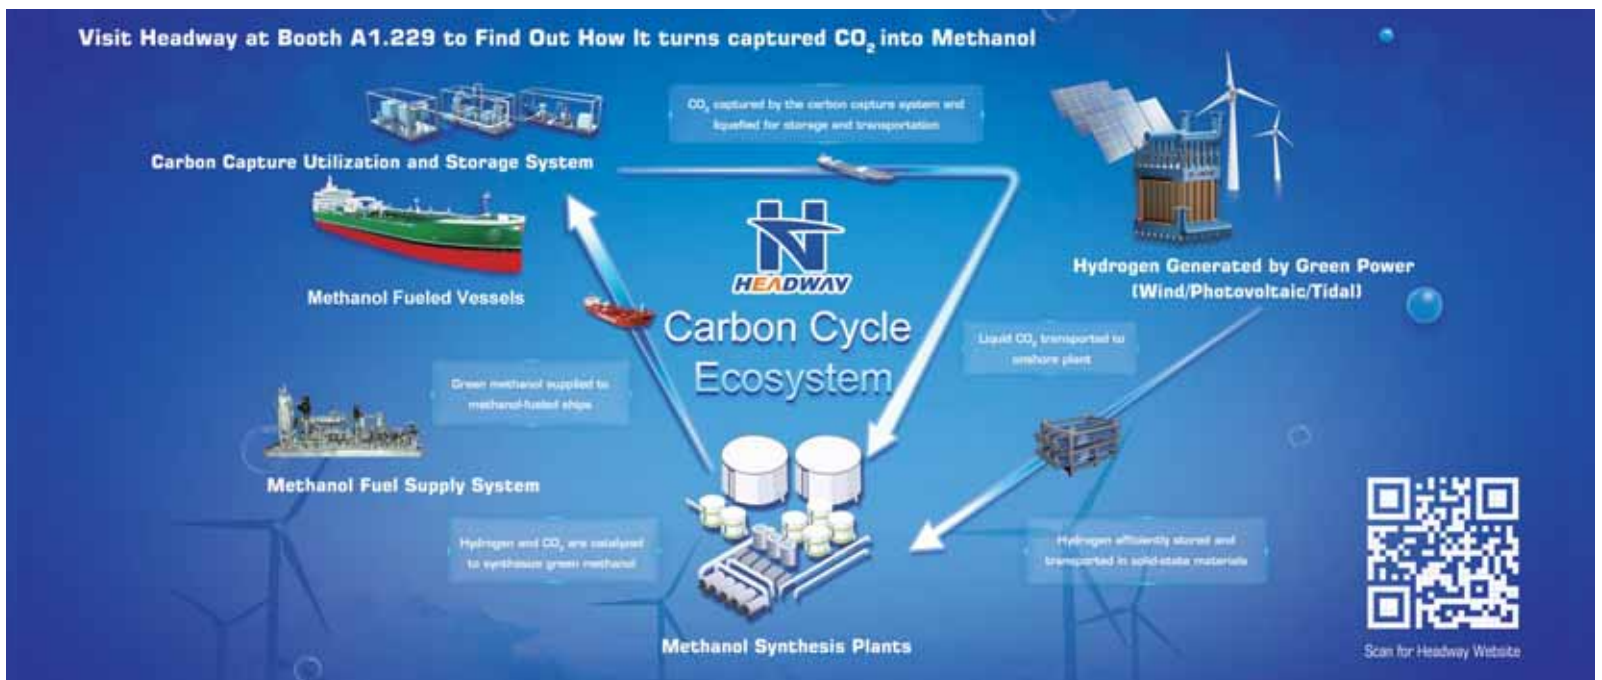 Visit Headway at Booth A1.229 to Find Out How It turns captured CO₂ into Methanol
CO₂ captured by the carbon capture system and
liquefied for storage and transportation
Carbon Capture Utilization and Storage System
Methanol Fueled Vessels
HEADWAY
Carbon Cycle
Ecosystem
Hydrogen Generated by Green Power
(Wind/Photovoltaic/Tidal)
Liquid CO₂ transported to
onshore plant
Green methanol supplied to
methanol-fueled ships
Methanol Fuel Supply System
Hydrogen and CO₂ are catalyzed
to synthesize green methanol
Hydrogen efficiently stored and
transported in solid-state materials
Methanol Synthesis Plants
Scan for Headway Website